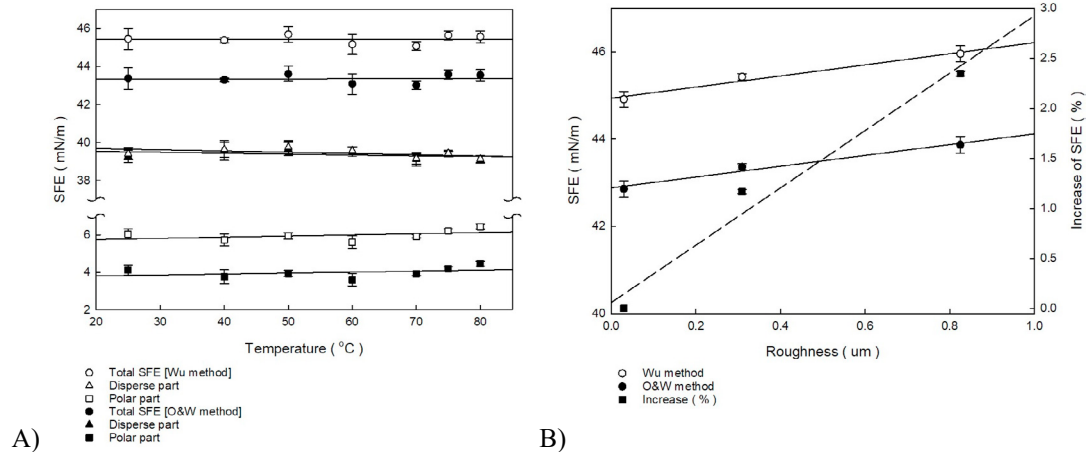 A
46
44
42
40
38
6
4
2
20 30 40 50 60 70 80
SFE ( mN/m )
Temperature ( °C )
Total SFE [Wu method]
Disperse part
Polar part
Total SFE [O&W method]
Disperse part
Polar part
A)
B
46
44
42
40
SFE ( mN/m )
3.0
2.5
2.0
1.5
1.0
0.5
0.0
Increase of SFE ( % )
0.0 0.2 0.4 0.6 0.8 1.0
Roughness ( um )
Wu method
O&W method
Increase ( % )
B)